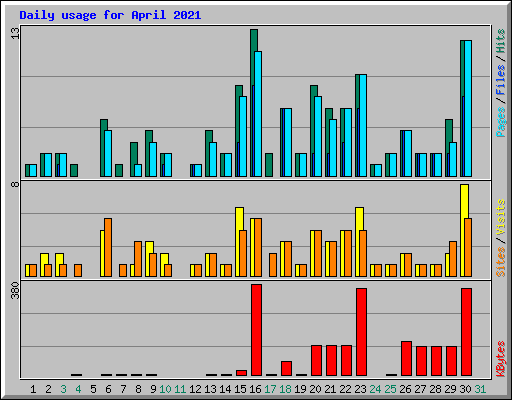 Daily usage for April 2021
13
Pages / Files / Hits
8
Sites / Visits
380
KBytes
1 2 3 4 5 6 7 8 9 10 11 12 13 14 15 16 17 18 19 20 21 22 23 24 25 26 27 28 29 30 31